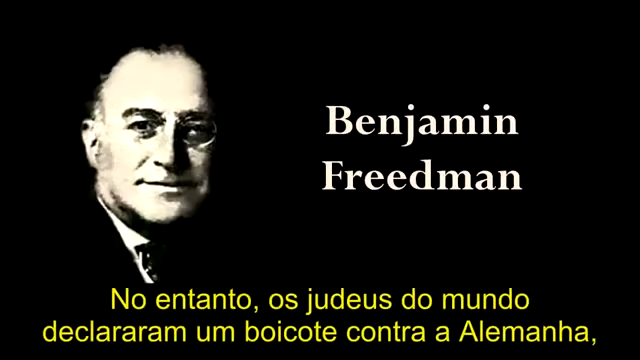 Benjamin
Freedman
No entanto, os judeus do mundo
declararam um boicote contra a Alemanha,